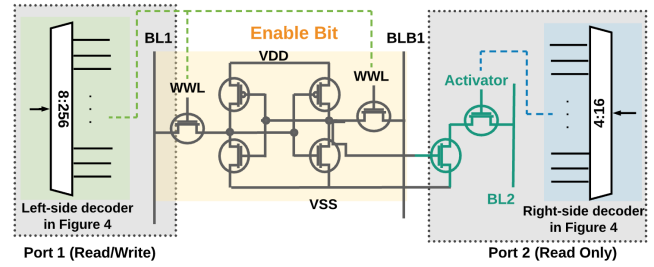 Enable Bit
BL1
BLB1
VDD
WWL
WWL
8:256
Activator
4:16
BL2
VSS
Left-side decoder
in Figure 4
Right-side decoder
in Figure 4
Port 1 (Read/Write)
Port 2 (Read Only)